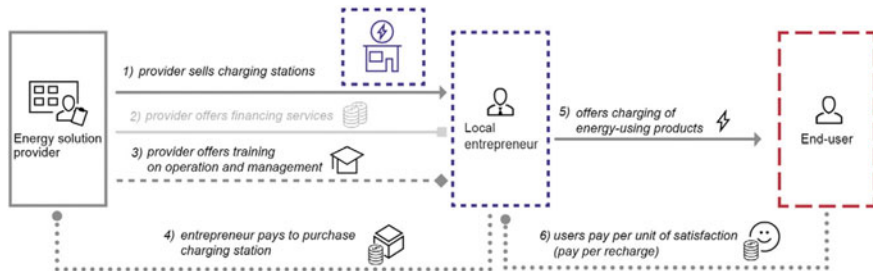 1) provider sells charging stations
2) provider offers financing services
Energy solution
provider
3) provider offers training
on operation and management
Local
entrepreneur
5) offers charging of
energy-using products
End-user
4) entrepreneur pays to purchase
charging station
6) users pay per unit of satisfaction
(pay per recharge)